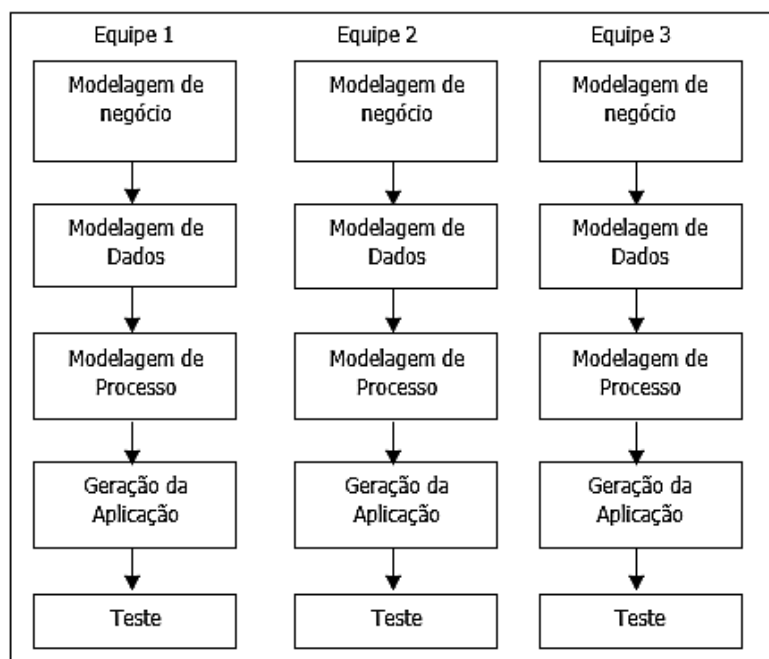 Equipe 1
Modelagem de
negócio
Modelagem de
Dados
Modelagem de
Processo
Geração da
Aplicação
Teste
Equipe 2
Modelagem de
negócio
Modelagem de
Dados
Modelagem de
Processo
Geração da
Aplicação
Teste
Equipe 3
Modelagem de
negócio
Modelagem de
Dados
Modelagem de
Processo
Geração da
Aplicação
Teste